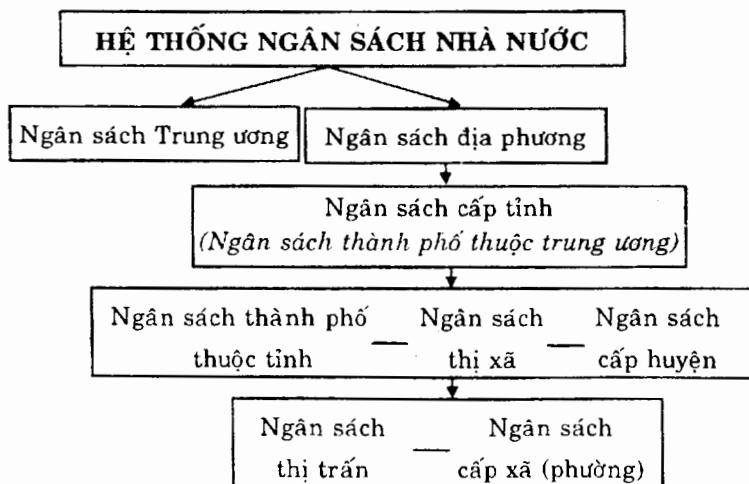 HỆ THỐNG NGÂN SÁCH NHÀ NƯỚC
Ngân sách Trung ương
Ngân sách địa phương
Ngân sách cấp tỉnh
(Ngân sách thành phố thuộc trung ương)
Ngân sách thành phố
thuộc tỉnh
—
Ngân sách
thị xã
—
Ngân sách
cấp huyện
Ngân sách
thị trấn
—
Ngân sách
cấp xã (phường)